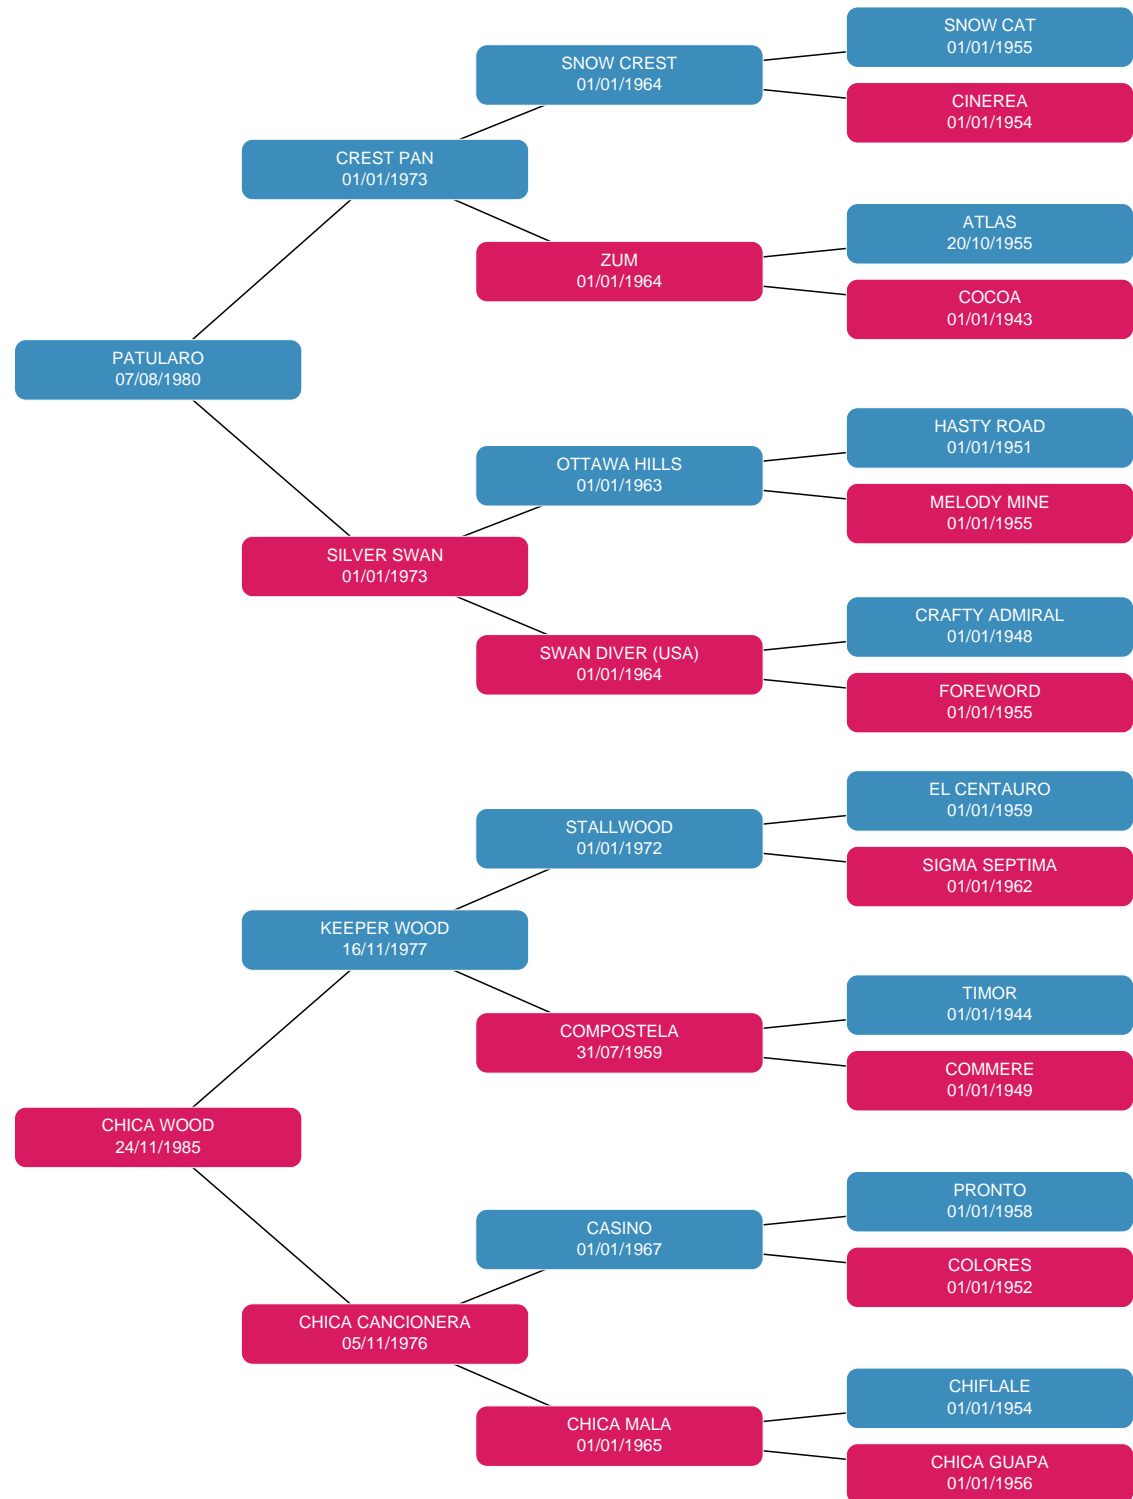 SNOW CAT
01/01/1955
SNOW CREST
01/01/1964
CINEREA
01/01/1954
CREST PAN
01/01/1973
ATLAS
20/10/1955
ZUM
01/01/1964
COCOA
01/01/1943
PATULARO
07/08/1980
HASTY ROAD
01/01/1951
OTTAWA HILLS
01/01/1963
MELODY MINE
01/01/1955
SILVER SWAN
01/01/1973
CRAFTY ADMIRAL
01/01/1948
SWAN DIVER (USA)
01/01/1964
FOREWORD
01/01/1955
EL CENTAURO
01/01/1959
STALLWOOD
01/01/1972
SIGMA SEPTIMA
01/01/1962
KEEPER WOOD
16/11/1977
TIMOR
01/01/1944
COMPOSTELA
31/07/1959
COMMERE
01/01/1949
CHICA WOOD
24/11/1985
PRONTO
01/01/1958
CASINO
01/01/1967
COLORES
01/01/1952
CHICA CANCIONERA
05/11/1976
CHIFLALE
01/01/1954
CHICA MALA
01/01/1965
CHICA GUAPA
01/01/1956